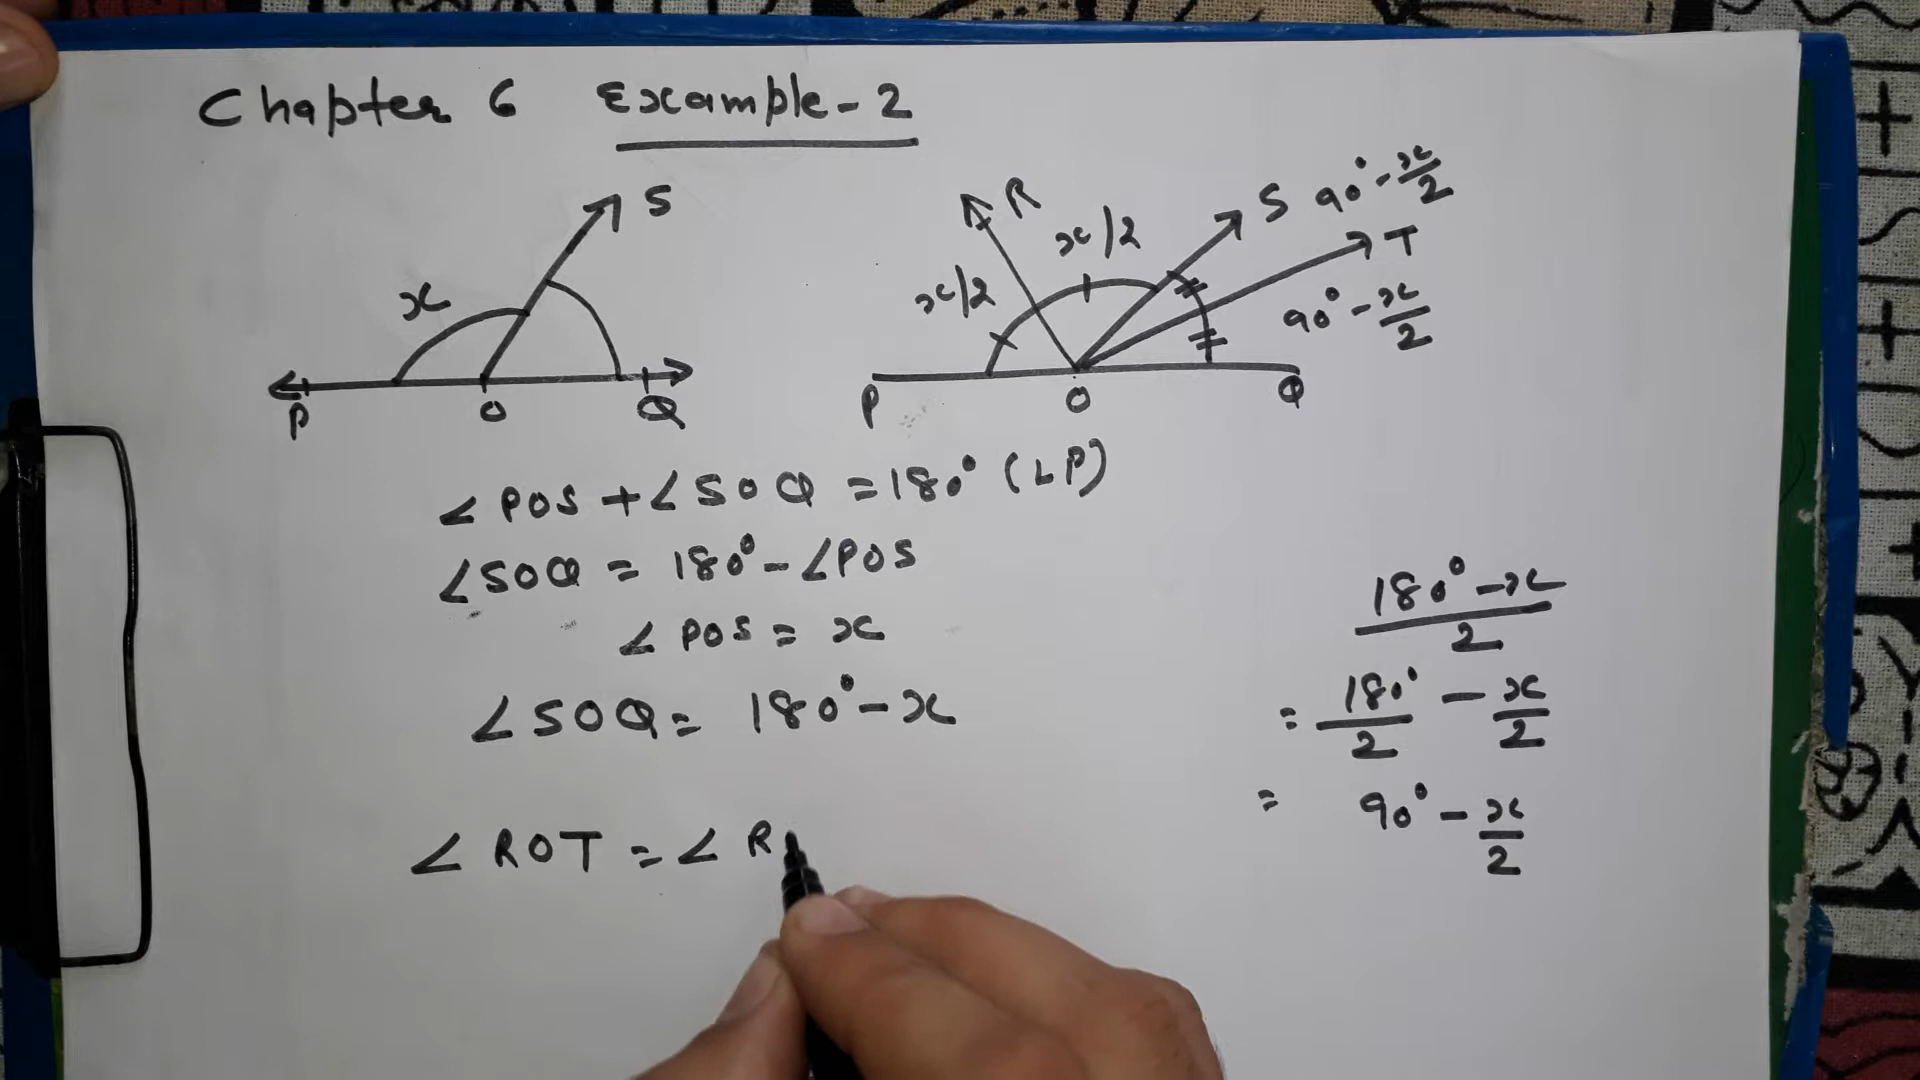 Chapter 6 Example-2
S
x
P
O
Q
R
x/2
x/2
S
90°-x/2
T
90°-x/2
P
O
Q
∠POS+∠SOQ=180° (LP)
∠SOQ = 180°-∠POS
∠POS = x
∠SOQ = 180°-x
∠ROT = ∠R
180°-x/2
= 180°/2 - x/2
= 90°-x/2